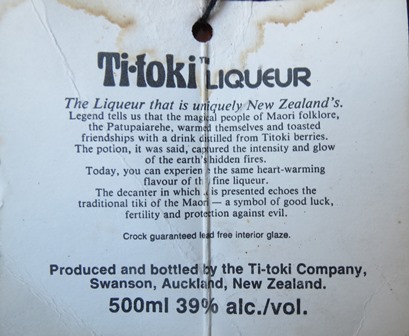 Ti·toki™ LIQUEUR
The Liqueur that is uniquely New Zealand's.
Legend tells us that the magical people of Maori folklore,
the Patupaiarehe, warmed themselves and toasted
friendships with a drink distilled from Titoki berries.
The potion, it was said, captured the intensity and glow
of the earth's hidden fires.
Today, you can experience the same heart-warming
flavour of this fine liqueur.
The decanter in which it is presented echoes the
traditional tiki of the Maori — a symbol of good luck,
fertility and protection against evil.
Crock guaranteed lead free interior glaze.
Produced and bottled by the Ti-toki Company,
Swanson, Auckland, New Zealand.
500ml 39% alc./vol.